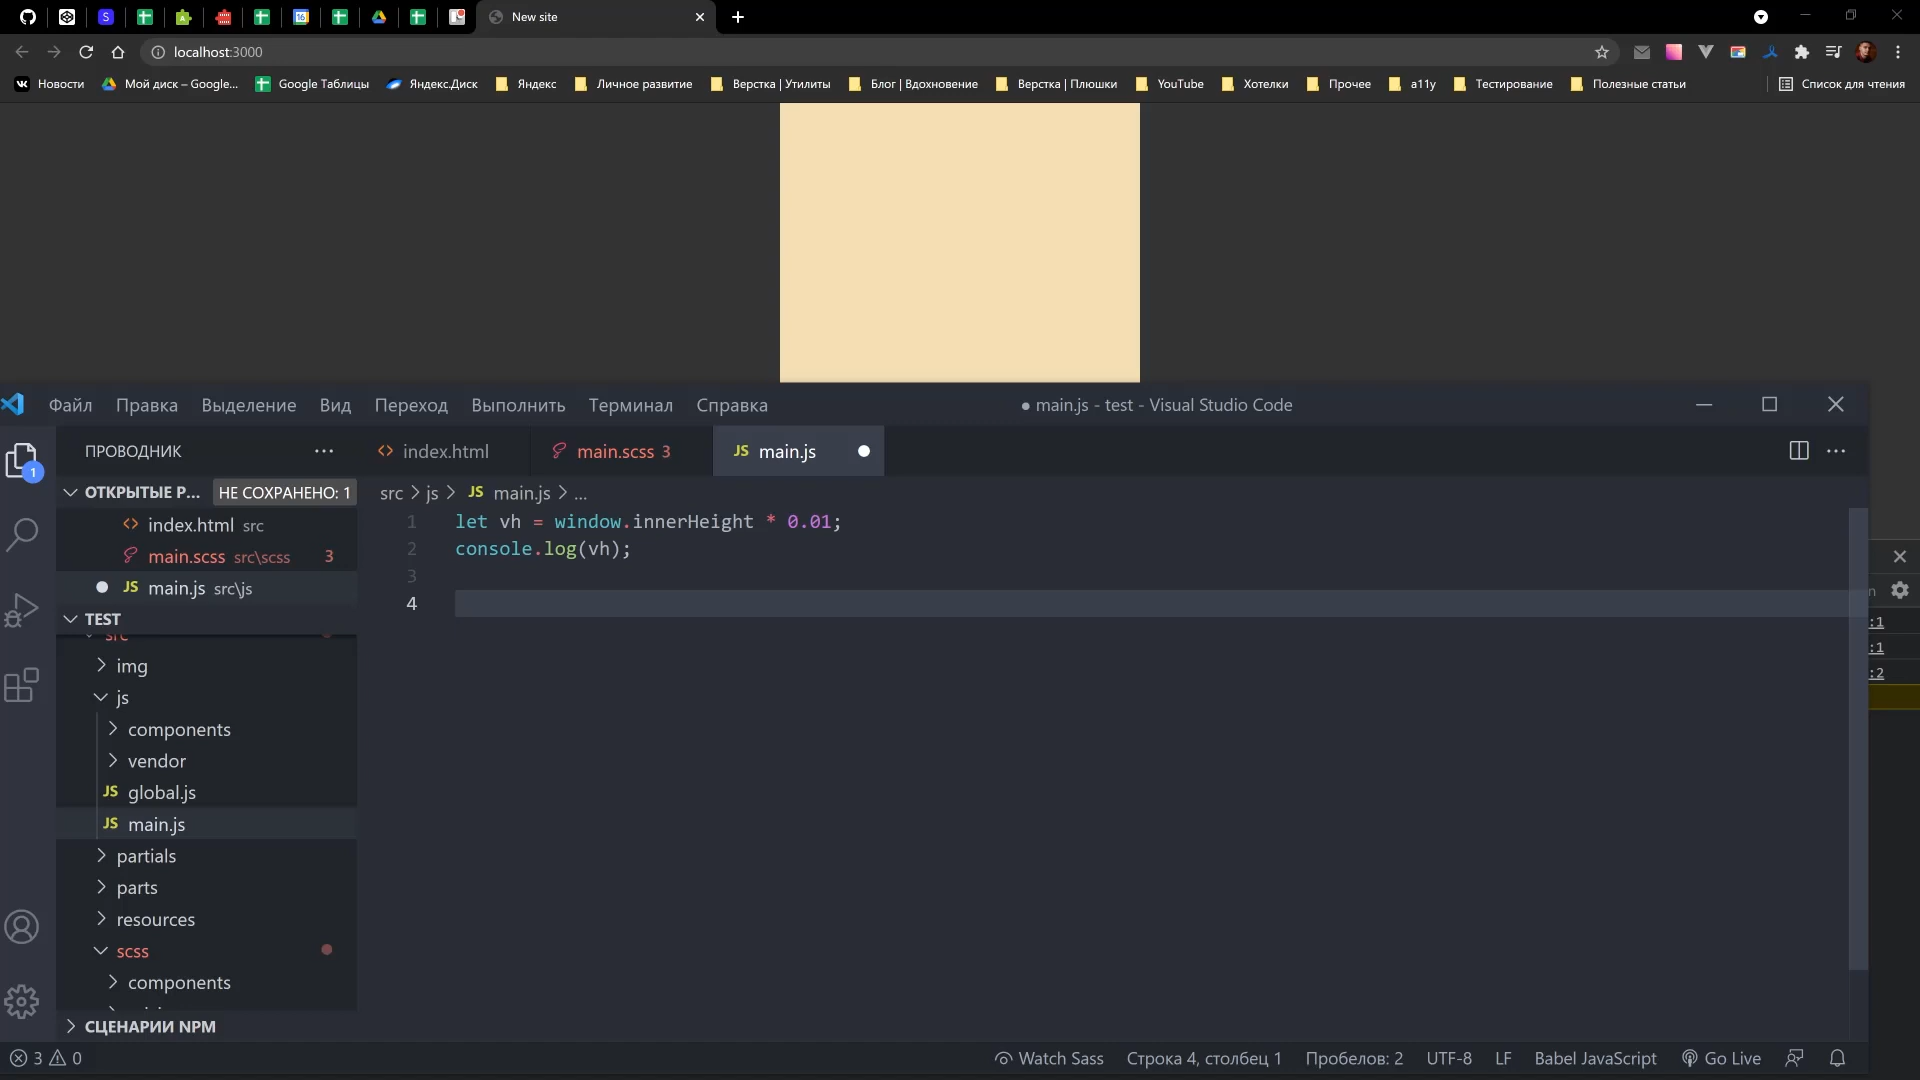 New site
localhost:3000
Новости Мой диск – Google... Google Таблицы Яндекс.Диск Яндекс Личное развитие Верстка | Утилиты Блог | Вдохновение Верстка | Плюшки YouTube Хотелки Прочее a11y Тестирование Полезные статьи Список для чтения
Файл Правка Выделение Вид Переход Выполнить Терминал Справка ● main.js - test - Visual Studio Code
ПРОВОДНИК ... index.html main.scss 3 JS main.js
ОТКРЫТЫЕ Р... НЕ СОХРАНЕНО: 1
src > js > JS main.js > ...
index.html src
main.scss src\scss 3
JS main.js src\js
1 let vh = window.innerHeight * 0.01;
2 console.log(vh);
3
4
TEST
src
img
js
components
vendor
JS global.js
JS main.js
partials
parts
resources
scss
components
СЦЕНАРИИ NPM
:1
:1
:2
3 0 Watch Sass Строка 4, столбец 1 Пробелов: 2 UTF-8 LF Babel JavaScript Go Live